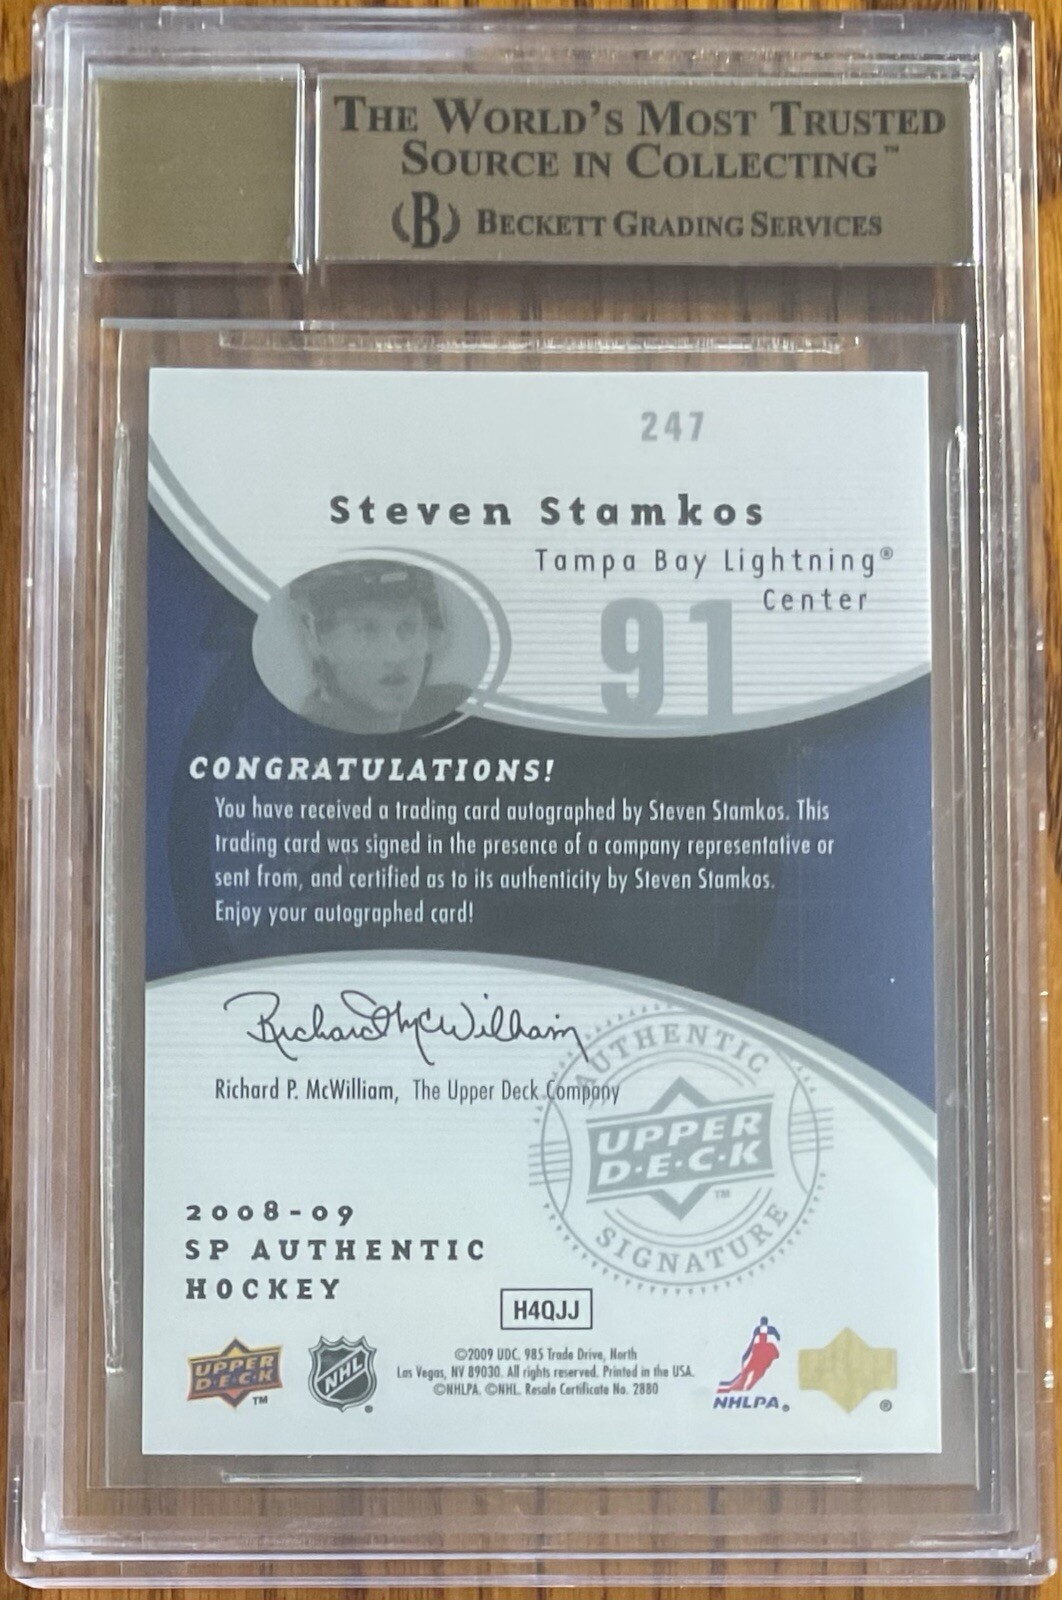 THE WORLD'S MOST TRUSTED
SOURCE IN COLLECTING™
(B) BECKETT GRADING SERVICES
247
Steven Stamkos
Tampa Bay Lightning®
Center
91
CONGRATULATIONS!
You have received a trading card autographed by Steven Stamkos. This
trading card was signed in the presence of a company representative or
sent from, and certified as to its authenticity by Steven Stamkos.
Enjoy your autographed card!
Richard McWilliam
Richard P. McWilliam, The Upper Deck Company
AUTHENTIC
UPPER
D·E·C·K™
SIGNATURE
2008-09
SP AUTHENTIC
HOCKEY
H4QJJ
UPPER
D·E·C·K
™
NHL®
©2009 UDC, 985 Trade Drive, North
Las Vegas, NV 89030. All rights reserved. Printed in the USA.
©NHLPA. ©NHL. Resale Certificate No. 2880
NHLPA®
®